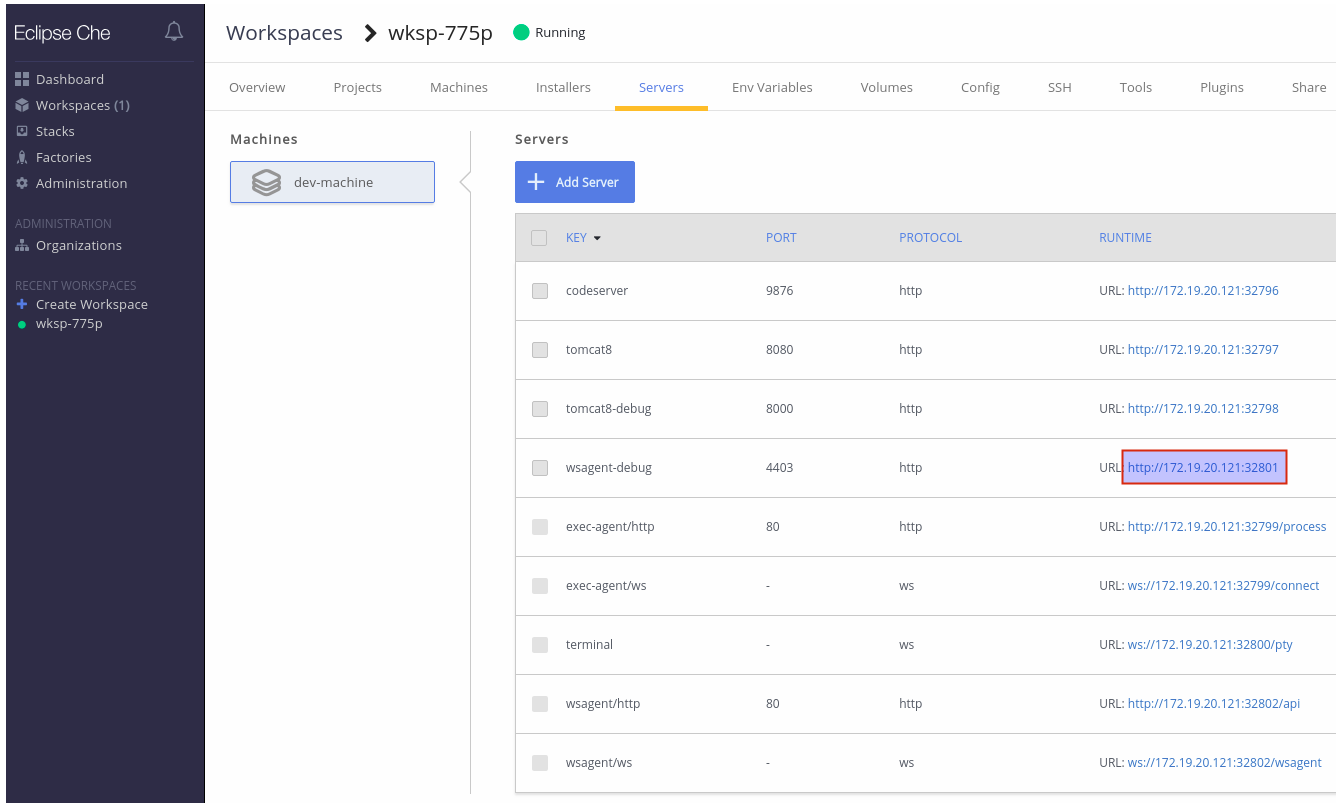 Eclipse Che
Dashboard
Workspaces (1)
Stacks
Factories
Administration
ADMINISTRATION
Organizations
RECENT WORKSPACES
Create Workspace
wksp-775p
Workspaces wksp-775p Running
Overview Projects Machines Installers Servers Env Variables Volumes Config SSH Tools Plugins Share
Machines
dev-machine
Servers
Add Server
KEY PORT PROTOCOL RUNTIME
codeserver 9876 http URL: http://172.19.20.121:32796
tomcat8 8080 http URL: http://172.19.20.121:32797
tomcat8-debug 8000 http URL: http://172.19.20.121:32798
wsagent-debug 4403 http URL: http://172.19.20.121:32801
exec-agent/http 80 http URL: http://172.19.20.121:32799/process
exec-agent/ws - ws URL: ws://172.19.20.121:32799/connect
terminal - ws URL: ws://172.19.20.121:32800/pty
wsagent/http 80 http URL: http://172.19.20.121:32802/api
wsagent/ws - ws URL: ws://172.19.20.121:32802/wsagent